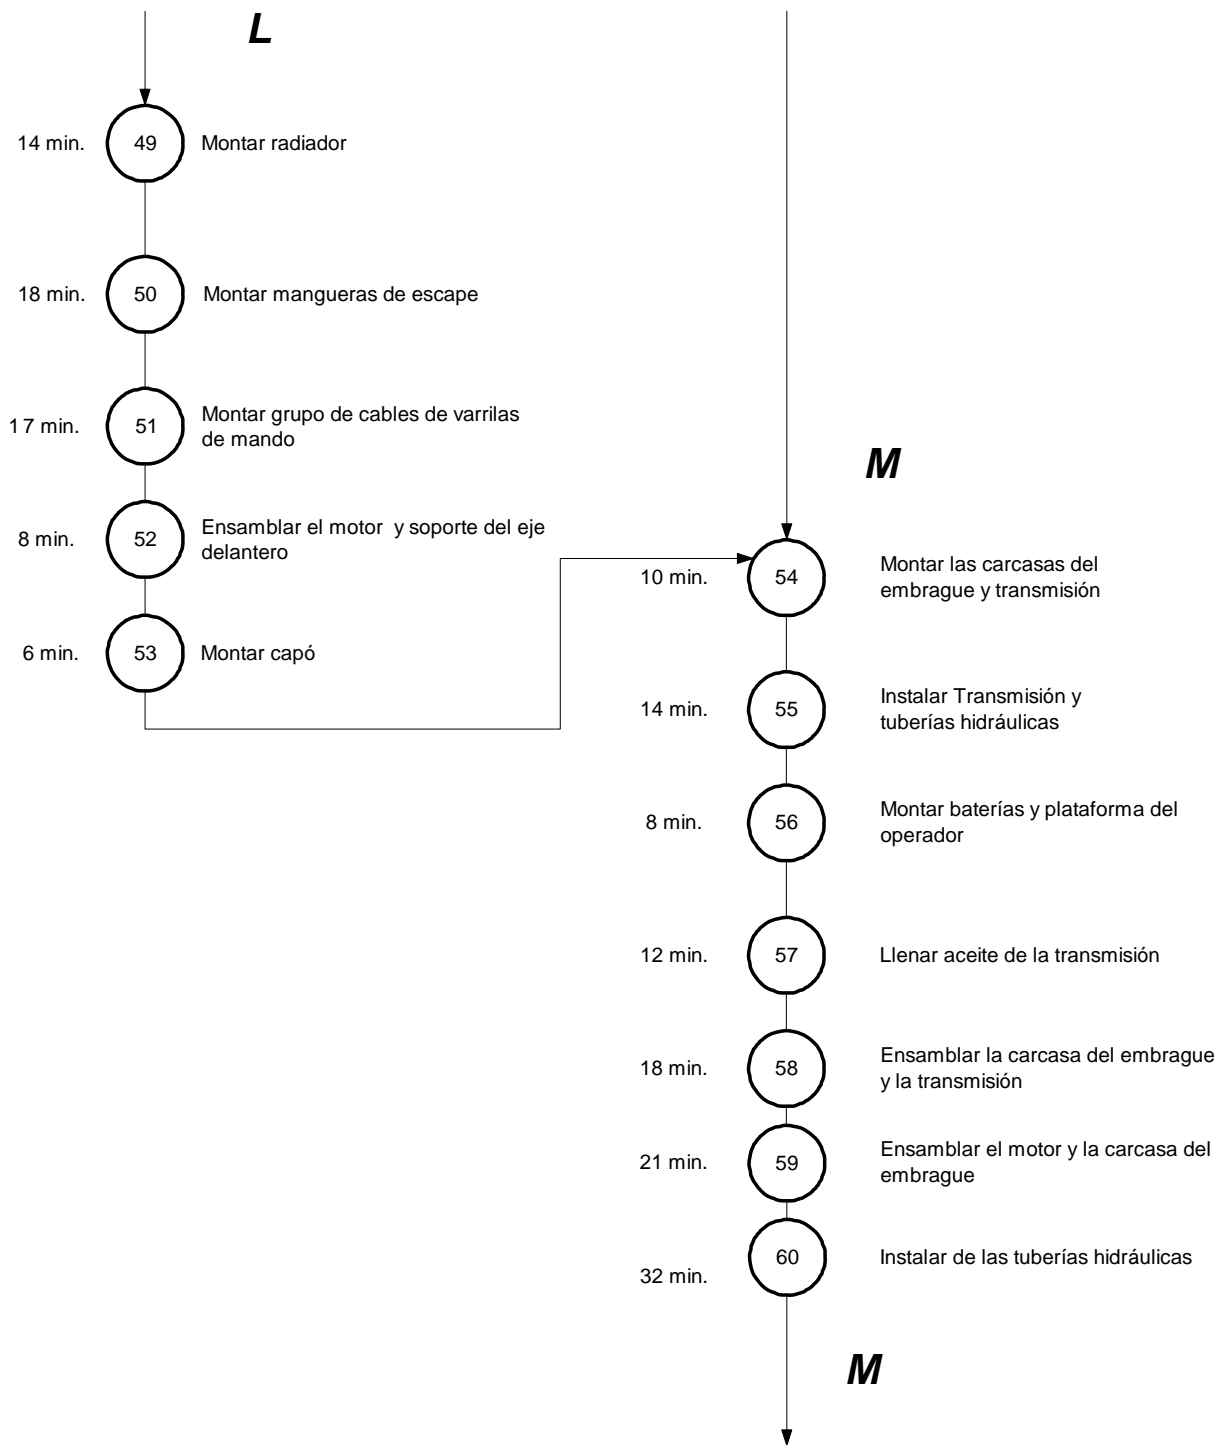 L
14 min.
49
Montar radiador
18 min.
50
Montar mangueras de escape
17 min.
51
Montar grupo de cables de varrilas
de mando
8 min.
52
Ensamblar el motor y soporte del eje
delantero
6 min.
53
Montar capó
M
10 min.
54
Montar las carcasas del
embrague y transmisión
14 min.
55
Instalar Transmisión y
tuberías hidráulicas
8 min.
56
Montar baterías y plataforma del
operador
12 min.
57
Llenar aceite de la transmisión
18 min.
58
Ensamblar la carcasa del embrague
y la transmisión
21 min.
59
Ensamblar el motor y la carcasa del
embrague
32 min.
60
Instalar de las tuberías hidráulicas
M